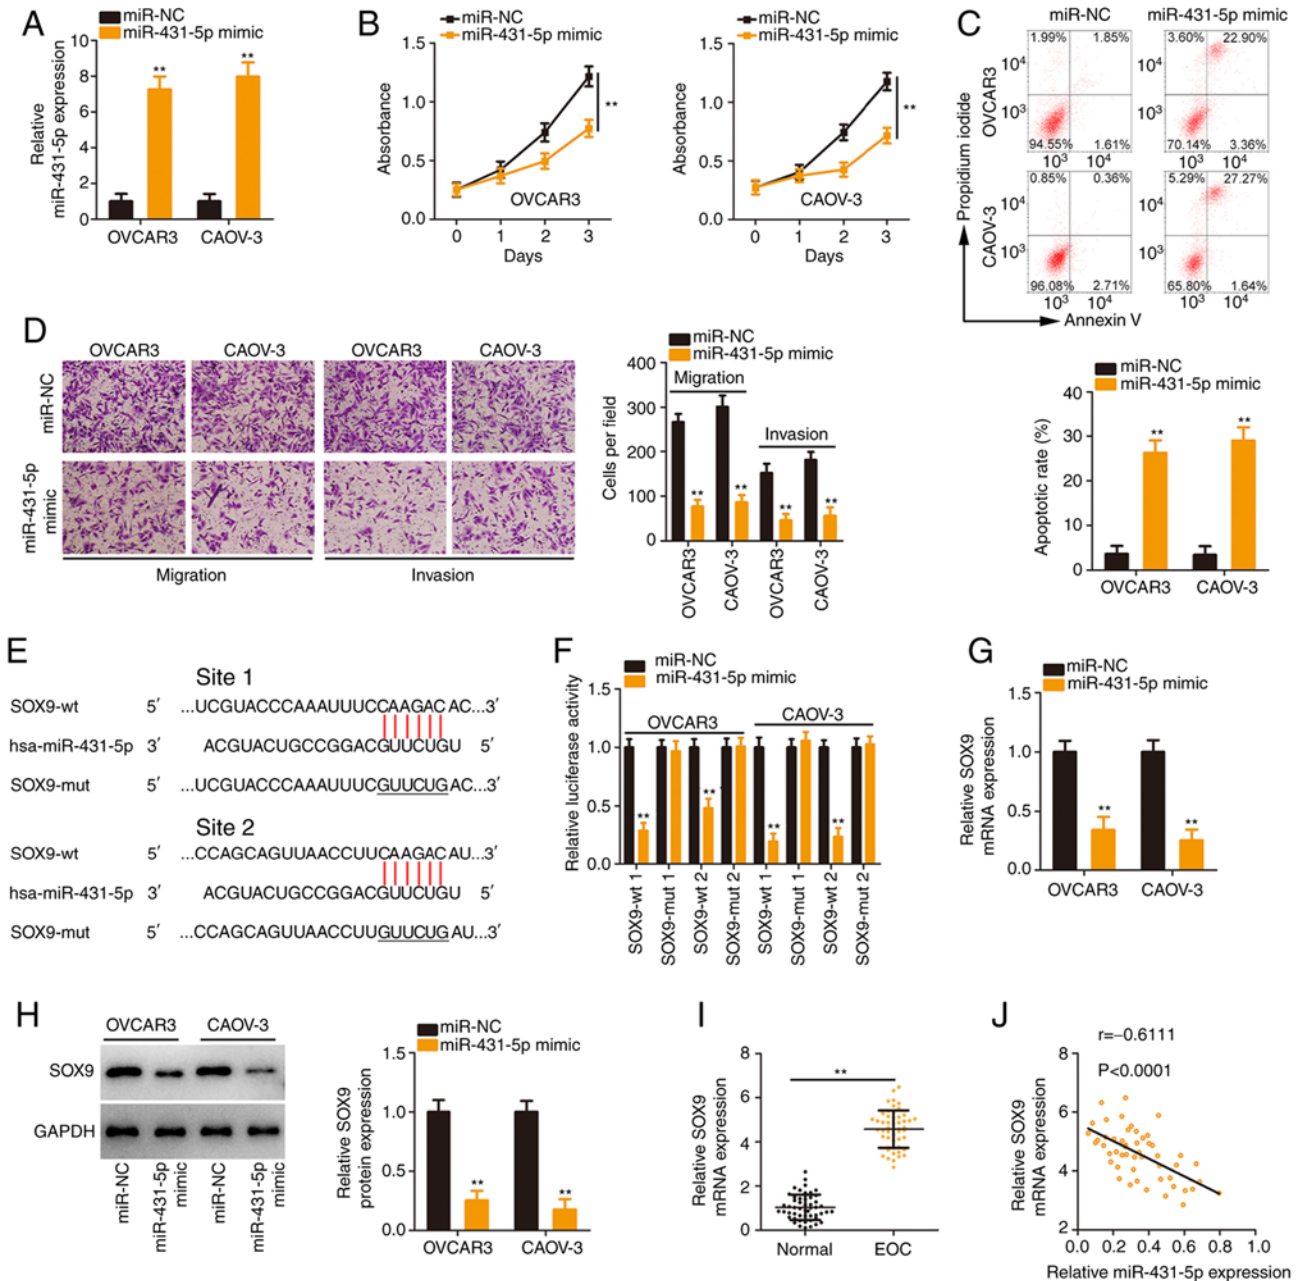 A
miR-NC
miR-431-5p mimic
Relative
miR-431-5p expression
10
8
6
4
2
0
**
**
OVCAR3
CAOV-3
B
miR-NC
miR-431-5p mimic
Absorbance
1.5
1.0
0.5
0.0
**
OVCAR3
0
1
2
3
Days
miR-NC
miR-431-5p mimic
Absorbance
1.5
1.0
0.5
0.0
**
CAOV-3
0
1
2
3
Days
C
miR-NC
miR-431-5p mimic
Propidium iodide
OVCAR3
CAOV-3
1.99%
1.85%
10⁴
10³
94.55%
1.61%
10³
10⁴
3.60%
22.90%
10⁴
10³
70.14%
3.36%
10³
10⁴
0.85%
0.36%
10⁴
10³
96.08%
2.71%
10³
10⁴
5.29%
27.27%
10⁴
10³
65.80%
1.64%
10³
10⁴
Annexin V
miR-NC
miR-431-5p mimic
Apoptotic rate (%)
40
30
20
10
0
**
**
OVCAR3
CAOV-3
D
OVCAR3
CAOV-3
OVCAR3
CAOV-3
miR-NC
miR-431-5p
mimic
Migration
Invasion
miR-NC
miR-431-5p mimic
Cells per field
400
300
200
100
0
Migration
Invasion
**
**
**
**
OVCAR3
CAOV-3
OVCAR3
CAOV-3
E
Site 1
SOX9-wt 5′ ...UCGUACCCAAAUUUCCAAGAC AC...3′
hsa-miR-431-5p 3′ ACGUACUGCCGGACGUUCUGU 5′
SOX9-mut 5′ ...UCGUACCCAAAUUUCGUUCUG AC...3′
Site 2
SOX9-wt 5′ ...CCAGCAGUUAACCUUCAAGAC AU...3′
hsa-miR-431-5p 3′ ACGUACUGCCGGACGUUCUGU 5′
SOX9-mut 5′ ...CCAGCAGUUAACCUUGUUCUG AU...3′
F
miR-NC
miR-431-5p mimic
Relative luciferase activity
1.5
1.0
0.5
0.0
OVCAR3
CAOV-3
**
**
**
**
SOX9-wt 1
SOX9-mut 1
SOX9-wt 2
SOX9-mut 2
SOX9-wt 1
SOX9-mut 1
SOX9-wt 2
SOX9-mut 2
G
miR-NC
miR-431-5p mimic
Relative SOX9
mRNA expression
1.5
1.0
0.5
0.0
**
**
OVCAR3
CAOV-3
H
OVCAR3
CAOV-3
SOX9
GAPDH
miR-NC
miR-431-5p
mimic
miR-NC
miR-431-5p
mimic
miR-NC
miR-431-5p mimic
Relative SOX9
protein expression
1.5
1.0
0.5
0.0
**
**
OVCAR3
CAOV-3
I
Relative SOX9
mRNA expression
8
6
4
2
0
**
Normal
EOC
J
r=−0.6111
P<0.0001
Relative SOX9
mRNA expression
8
6
4
2
0.0
0.2
0.4
0.6
0.8
1.0
Relative miR-431-5p expression